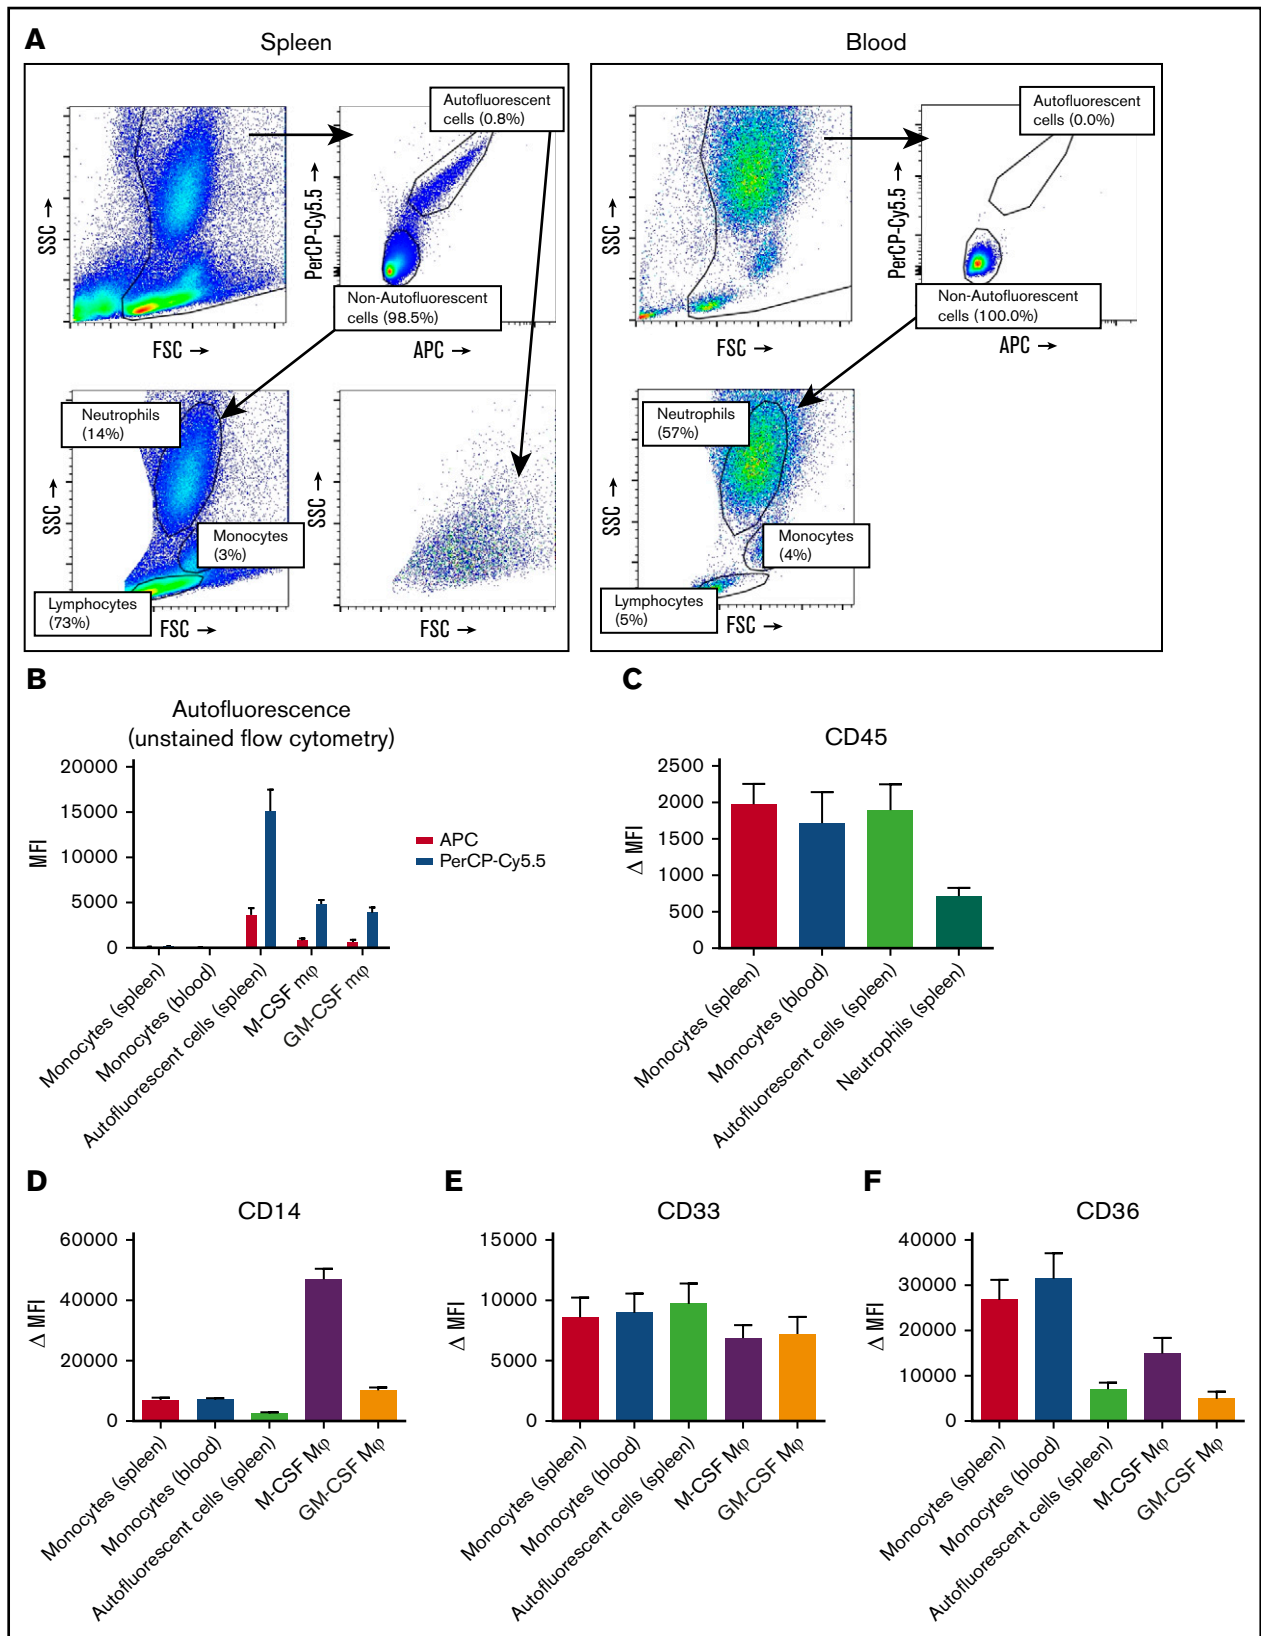 A
Spleen
Blood
Autofluorescent
cells (0.8%)
SSC →
PerCP-Cy5.5 →
Non-Autofluorescent
cells (98.5%)
FSC →
APC →
Neutrophils
(14%)
SSC →
Monocytes
(3%)
Lymphocytes
(73%)
FSC →
SSC →
FSC →
Autofluorescent
cells (0.0%)
SSC →
PerCP-Cy5.5 →
Non-Autofluorescent
cells (100.0%)
FSC →
APC →
Neutrophils
(57%)
SSC →
Monocytes
(4%)
Lymphocytes
(5%)
FSC →
B
Autofluorescence
(unstained flow cytometry)
20000
15000
10000
5000
0
MFI
APC
PerCP-Cy5.5
Monocytes (spleen)
Monocytes (blood)
Autofluorescent cells (spleen)
M-CSF mφ
GM-CSF mφ
C
CD45
2500
2000
1500
1000
500
0
Δ MFI
Monocytes (spleen)
Monocytes (blood)
Autofluorescent cells (spleen)
Neutrophils (spleen)
D
CD14
60000
40000
20000
0
Δ MFI
Monocytes (spleen)
Monocytes (blood)
Autofluorescent cells (spleen)
M-CSF Mφ
GM-CSF Mφ
E
CD33
15000
10000
5000
0
Δ MFI
Monocytes (spleen)
Monocytes (blood)
Autofluorescent cells (spleen)
M-CSF Mφ
GM-CSF Mφ
F
CD36
40000
30000
20000
10000
0
Δ MFI
Monocytes (spleen)
Monocytes (blood)
Autofluorescent cells (spleen)
M-CSF Mφ
GM-CSF Mφ